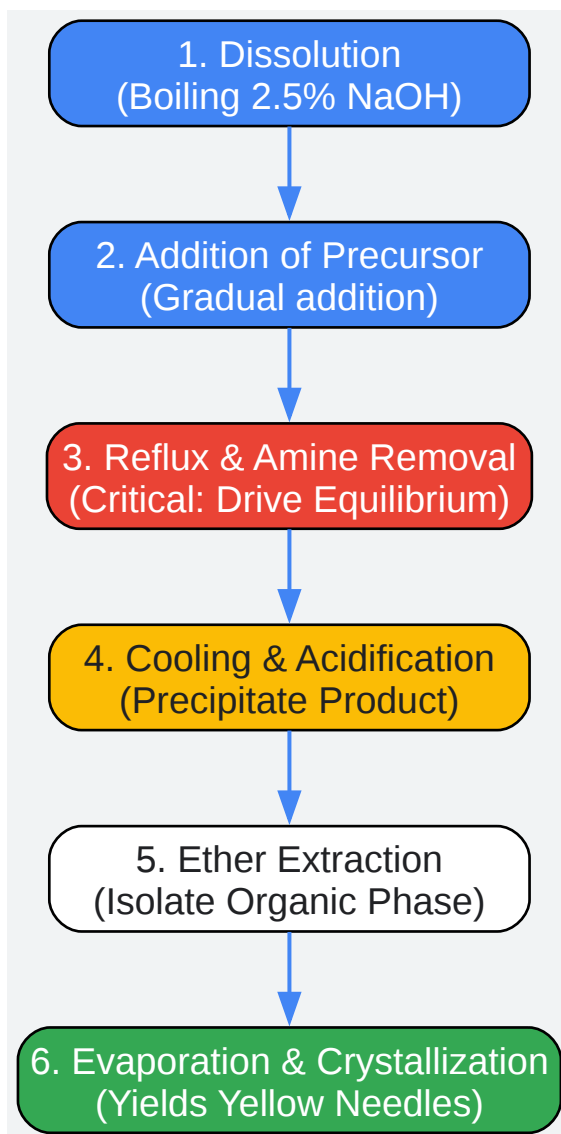 1. Dissolution
(Boiling 2.5% NaOH)
2. Addition of Precursor
(Gradual addition)
3. Reflux & Amine Removal
(Critical: Drive Equilibrium)
4. Cooling & Acidification
(Precipitate Product)
5. Ether Extraction
(Isolate Organic Phase)
6. Evaporation & Crystallization
(Yields Yellow Needles)